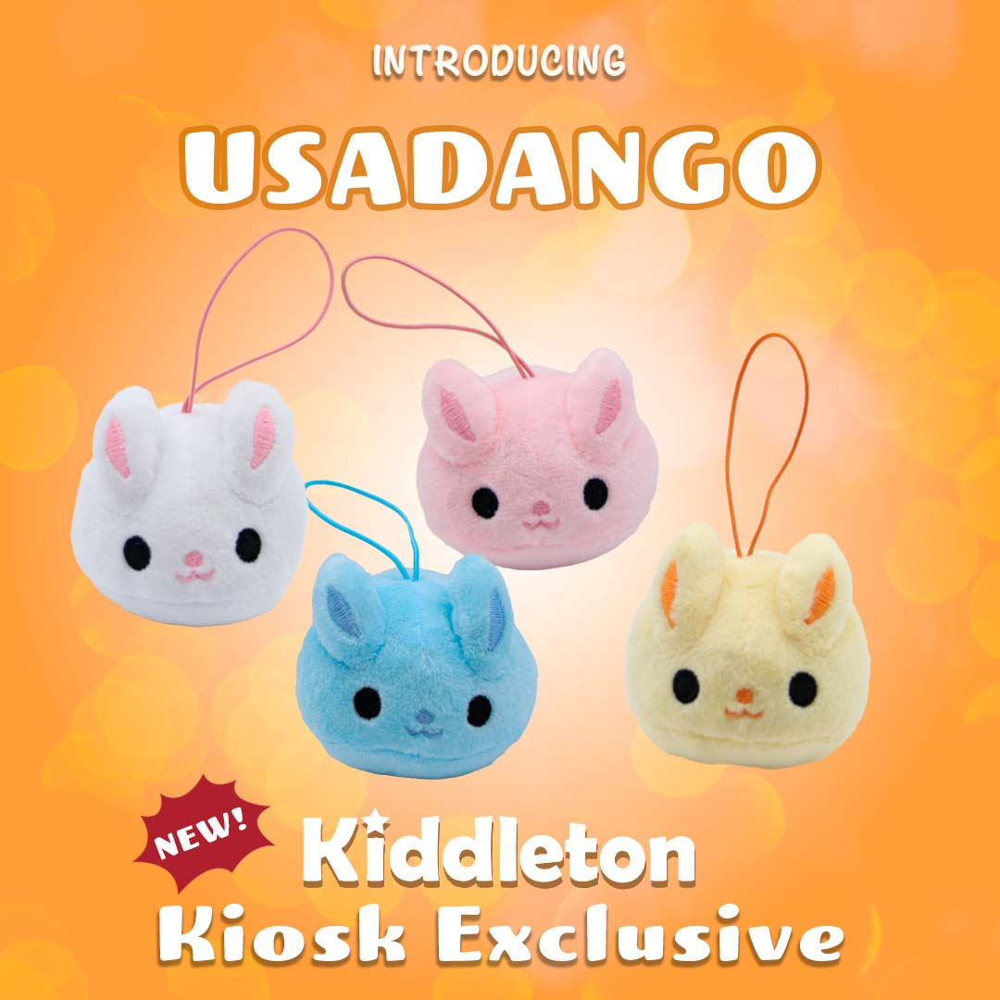 INTRODUCING
USADANGO
NEW!
Kiddleton
Kiosk Exclusive